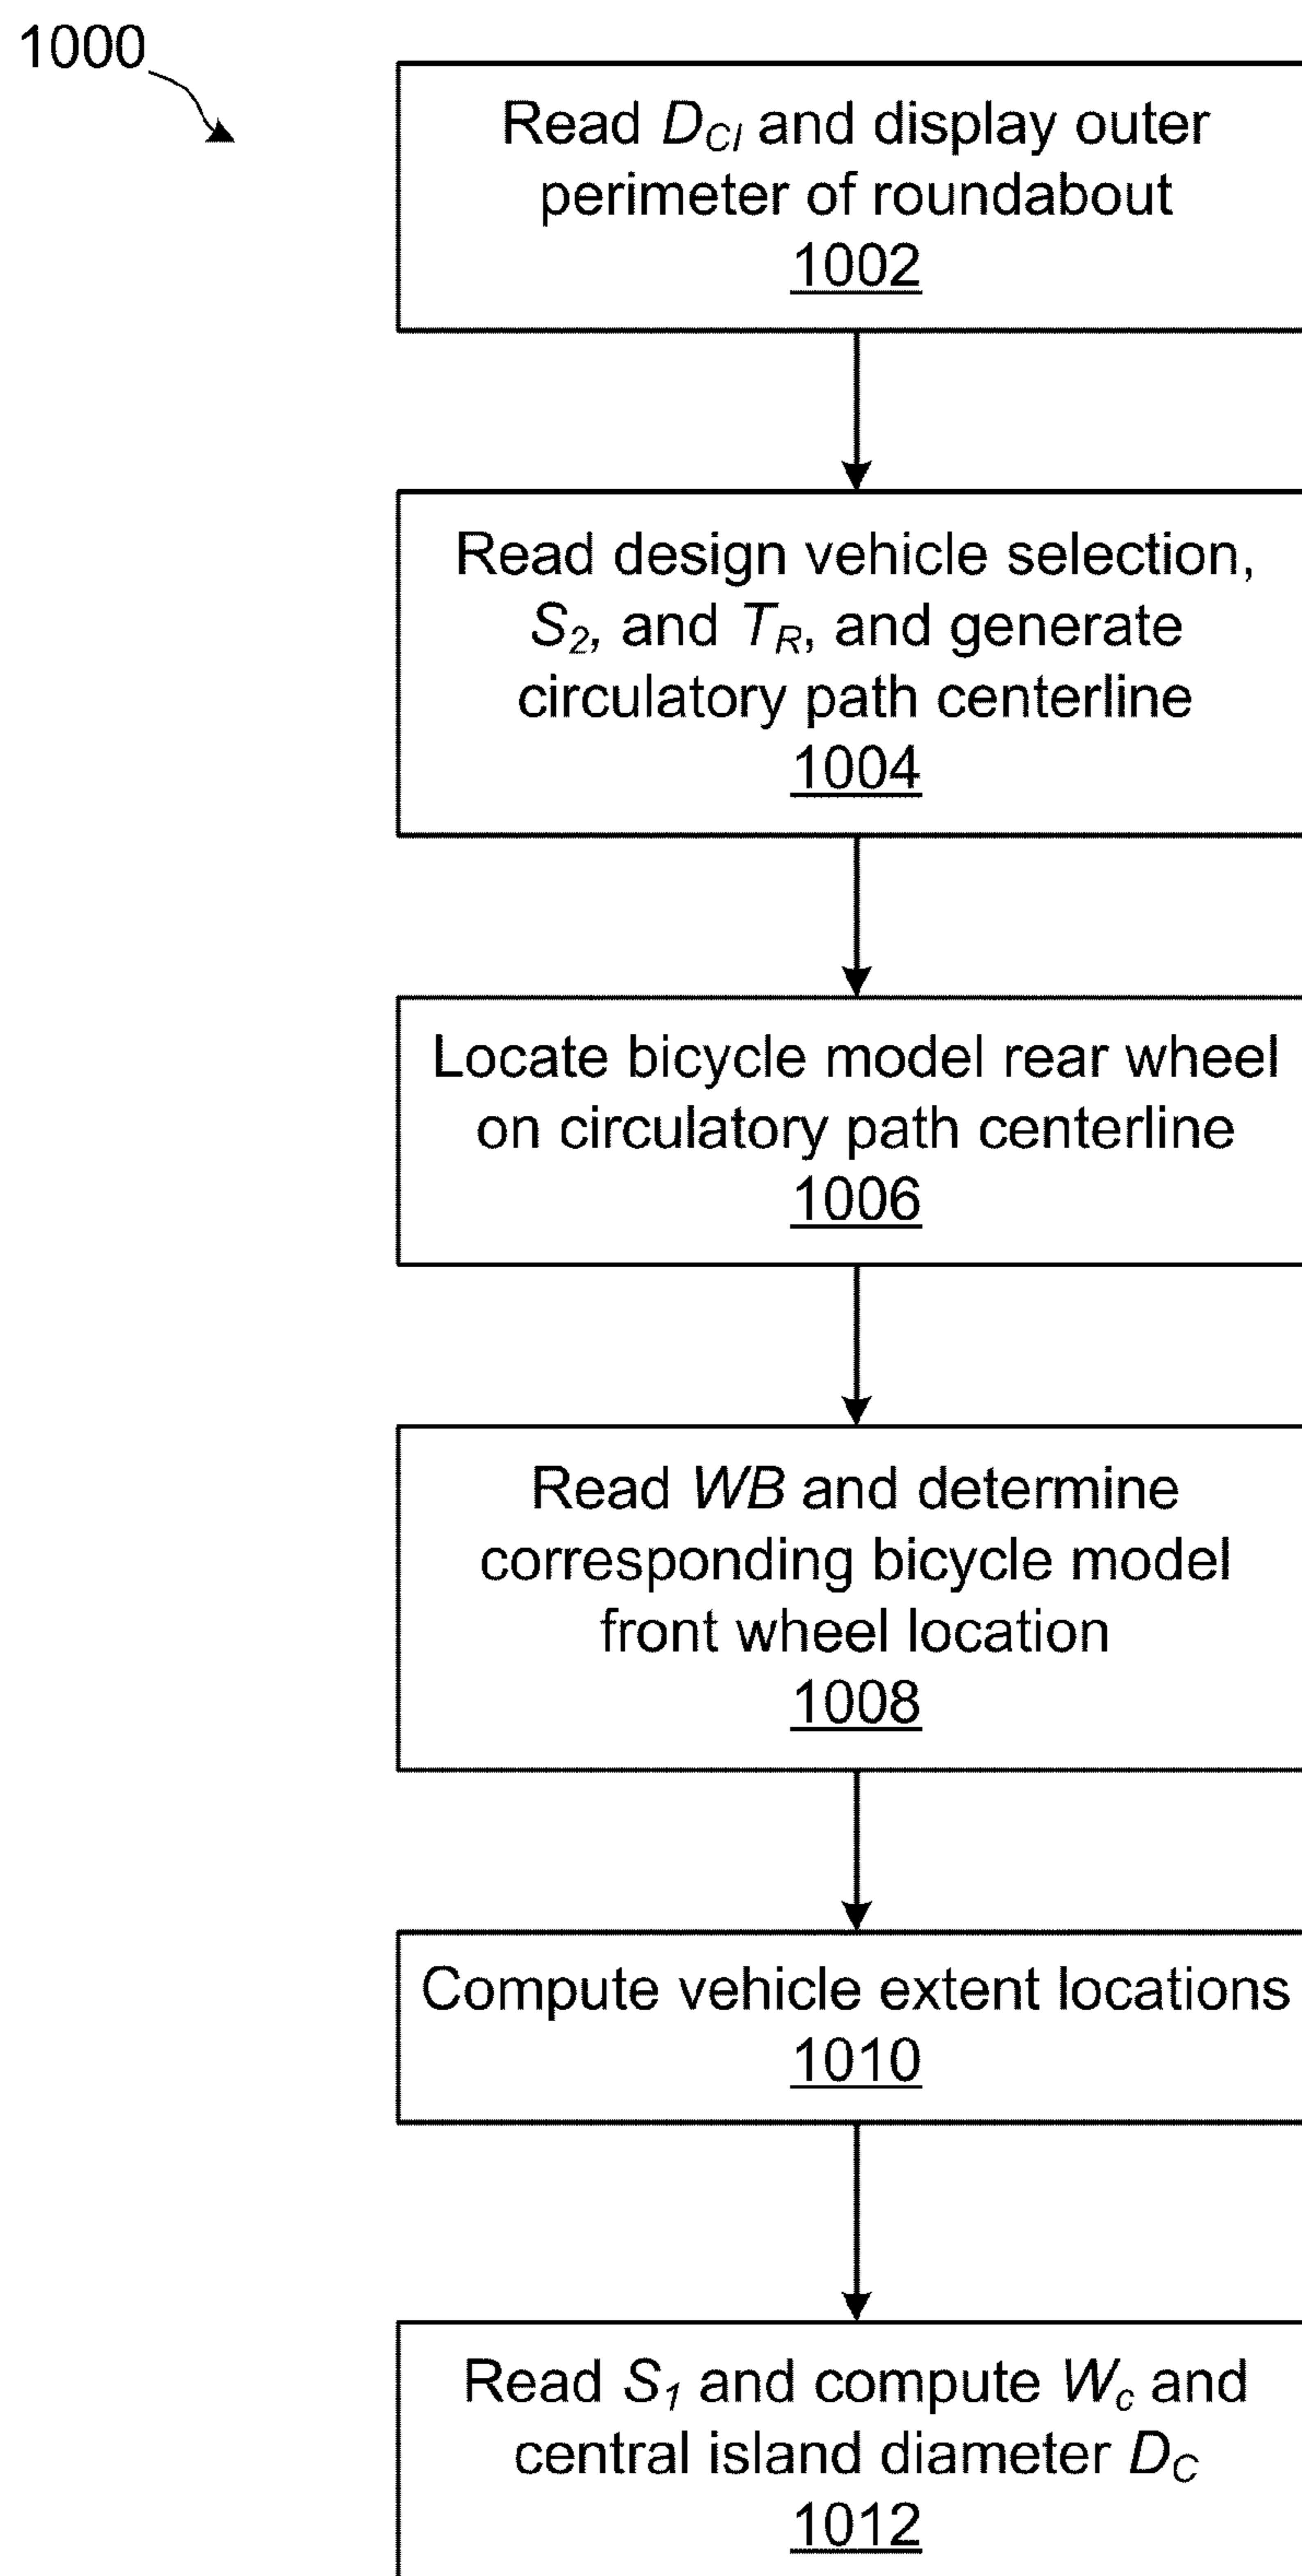 1000
Read D_CI and display outer
perimeter of roundabout
1002
Read design vehicle selection,
S_2, and T_R, and generate
circulatory path centerline
1004
Locate bicycle model rear wheel
on circulatory path centerline
1006
Read WB and determine
corresponding bicycle model
front wheel location
1008
Compute vehicle extent locations
1010
Read S_1 and compute W_c and
central island diameter D_C
1012